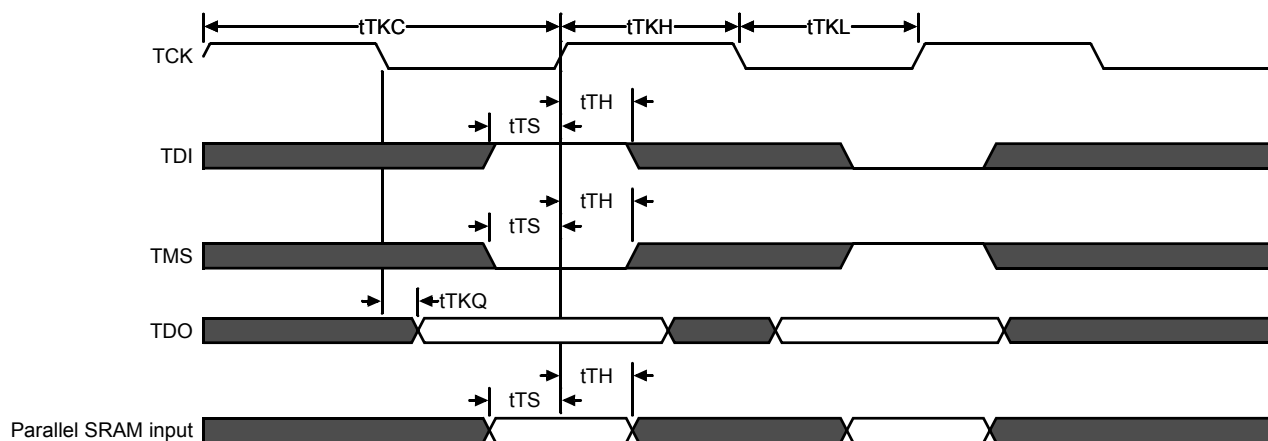 tTKC tTKH tTKL
TCK
tTH
tTS
TDI
tTH
tTS
TMS
tTKQ
TDO
tTH
tTS
Parallel SRAM input